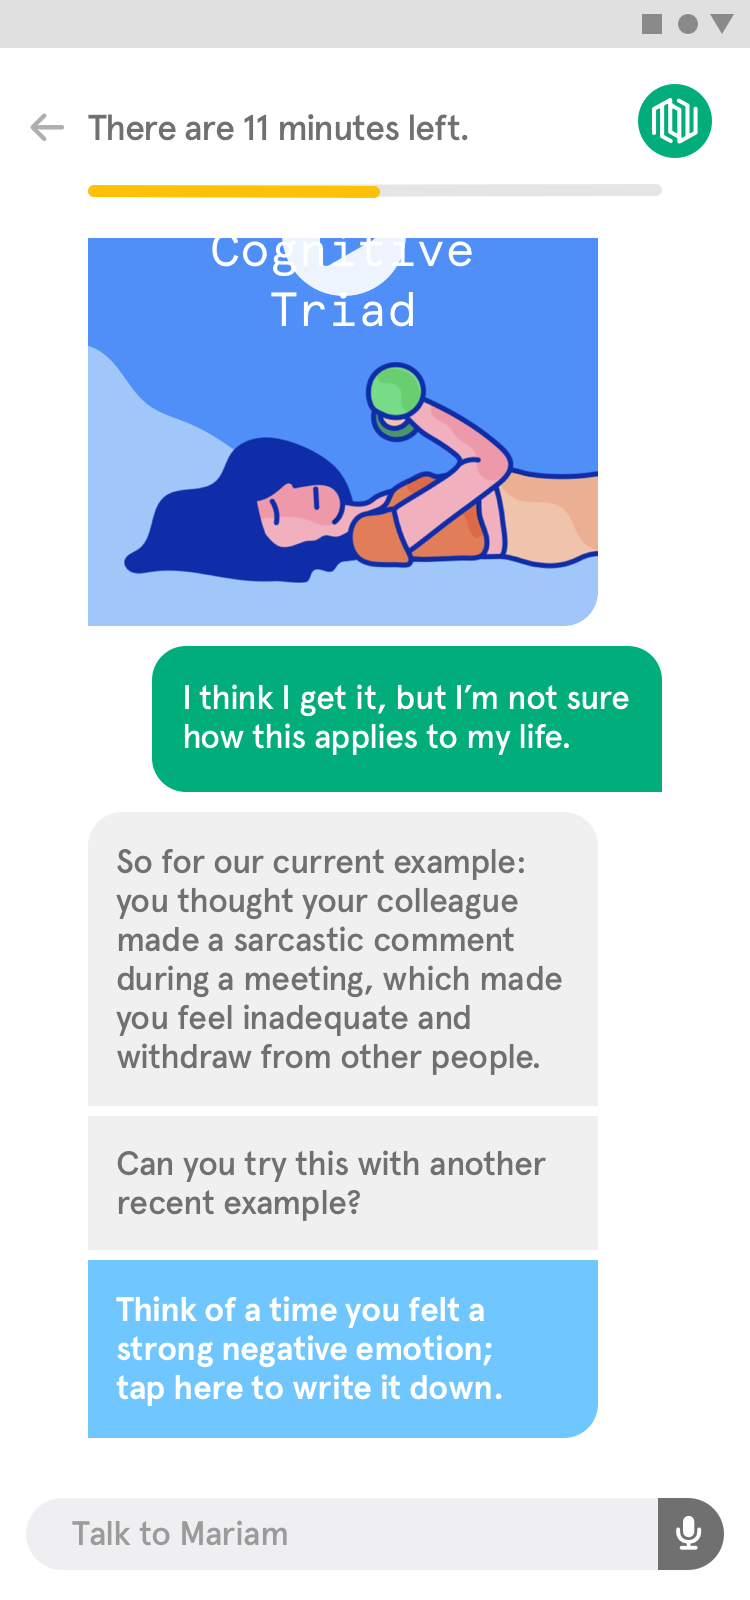 There are 11 minutes left.
Cognitive
Triad
I think I get it, but I’m not sure
how this applies to my life.
So for our current example:
you thought your colleague
made a sarcastic comment
during a meeting, which made
you feel inadequate and
withdraw from other people.
Can you try this with another
recent example?
Think of a time you felt a
strong negative emotion;
tap here to write it down.
Talk to Mariam